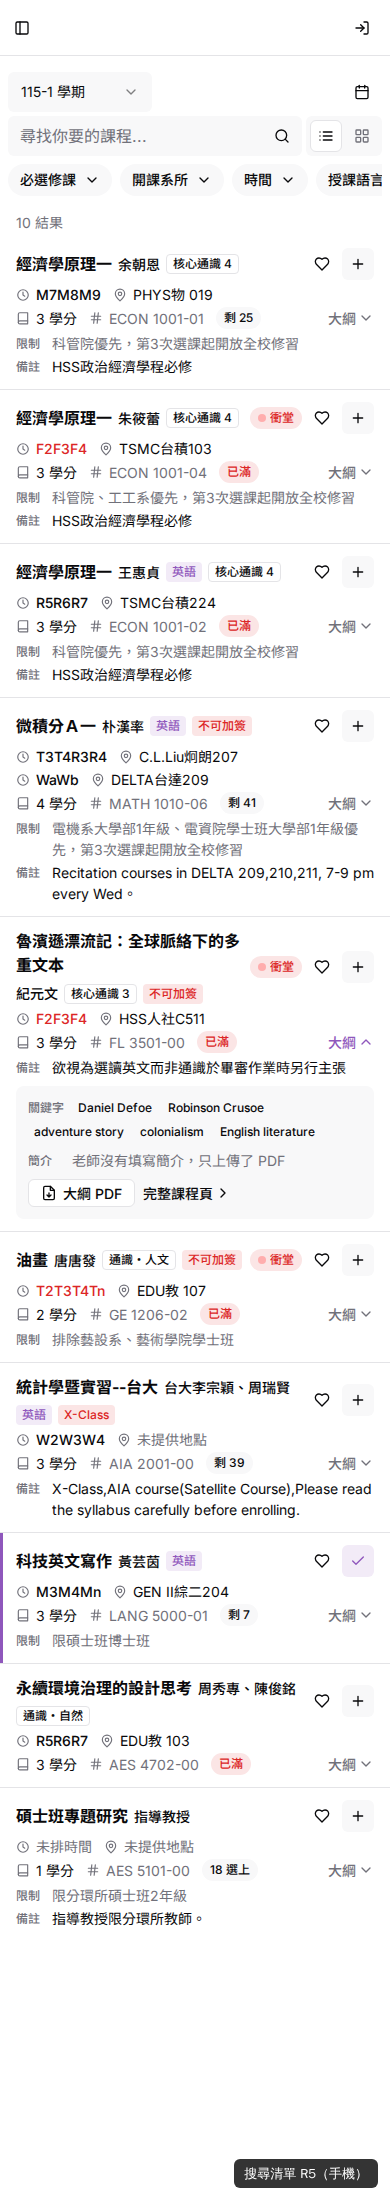 115-1 學期
尋找你要的課程...
必選修課 開課系所 時間 授課語言
10 結果
經濟學原理一 余朝恩 核心通識 4
M7M8M9 PHYS物 019
3 學分 # ECON 1001-01 剩 25 大綱
限制 科管院優先，第3次選課起開放全校修習
備註 HSS政治經濟學程必修
經濟學原理一 朱筱蕾 核心通識 4 衝堂
F2F3F4 TSMC台積103
3 學分 # ECON 1001-04 已滿 大綱
限制 科管院、工工系優先，第3次選課起開放全校修習
備註 HSS政治經濟學程必修
經濟學原理一 王惠貞 英語 核心通識 4
R5R6R7 TSMC台積224
3 學分 # ECON 1001-02 已滿 大綱
限制 科管院優先，第3次選課起開放全校修習
備註 HSS政治經濟學程必修
微積分Ａ一 朴漢率 英語 不可加簽
T3T4R3R4 C.L.Liu炯朗207
WaWb DELTA台達209
4 學分 # MATH 1010-06 剩 41 大綱
限制 電機系大學部1年級、電資院學士班大學部1年級優
先，第3次選課起開放全校修習
備註 Recitation courses in DELTA 209,210,211, 7-9 pm
every Wed。
魯濱遜漂流記：全球脈絡下的多
重文本 衝堂
紀元文 核心通識 3 不可加簽
F2F3F4 HSS人社C511
3 學分 # FL 3501-00 已滿 大綱
備註 欲視為選讀英文而非通識於畢審作業時另行主張
關鍵字 Daniel Defoe Robinson Crusoe
adventure story colonialism English literature
簡介 老師沒有填寫簡介，只上傳了 PDF
大綱 PDF 完整課程頁
油畫 唐唐發 通識・人文 不可加簽 衝堂
T2T3T4Tn EDU教 107
2 學分 # GE 1206-02 已滿 大綱
限制 排除藝設系、藝術學院學士班
統計學暨實習--台大 台大李宗穎、周瑞賢
英語 X-Class
W2W3W4 未提供地點
3 學分 # AIA 2001-00 剩 39 大綱
備註 X-Class,AIA course(Satellite Course),Please read
the syllabus carefully before enrolling.
科技英文寫作 黃芸茵 英語
M3M4Mn GEN II綜二204
3 學分 # LANG 5000-01 剩 7 大綱
限制 限碩士班博士班
永續環境治理的設計思考 周秀專、陳俊銘
通識・自然
R5R6R7 EDU教 103
3 學分 # AES 4702-00 已滿 大綱
碩士班專題研究 指導教授
未排時間 未提供地點
1 學分 # AES 5101-00 18 選上 大綱
限制 限分環所碩士班2年級
備註 指導教授限分環所教師。
搜尋清單 R5（手機）